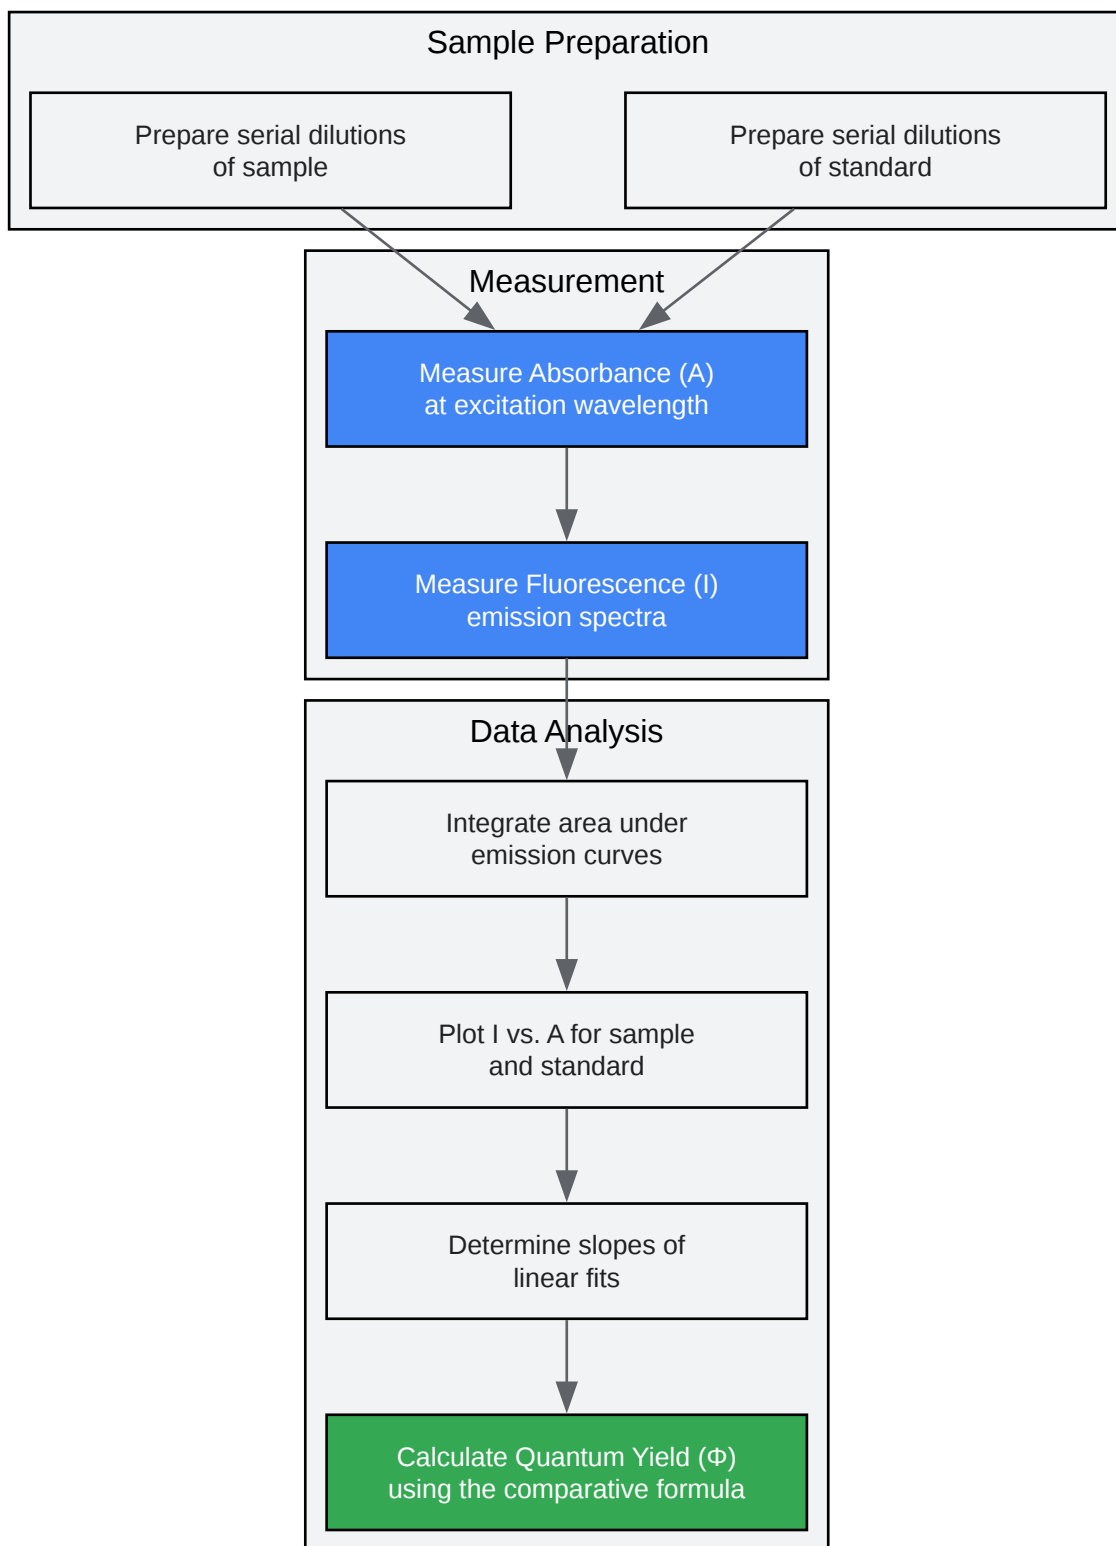 Sample Preparation
Prepare serial dilutions
of sample
Prepare serial dilutions
of standard
Measurement
Measure Absorbance (A)
at excitation wavelength
Measure Fluorescence (I)
emission spectra
Data Analysis
Integrate area under
emission curves
Plot I vs. A for sample
and standard
Determine slopes of
linear fits
Calculate Quantum Yield (Φ)
using the comparative formula